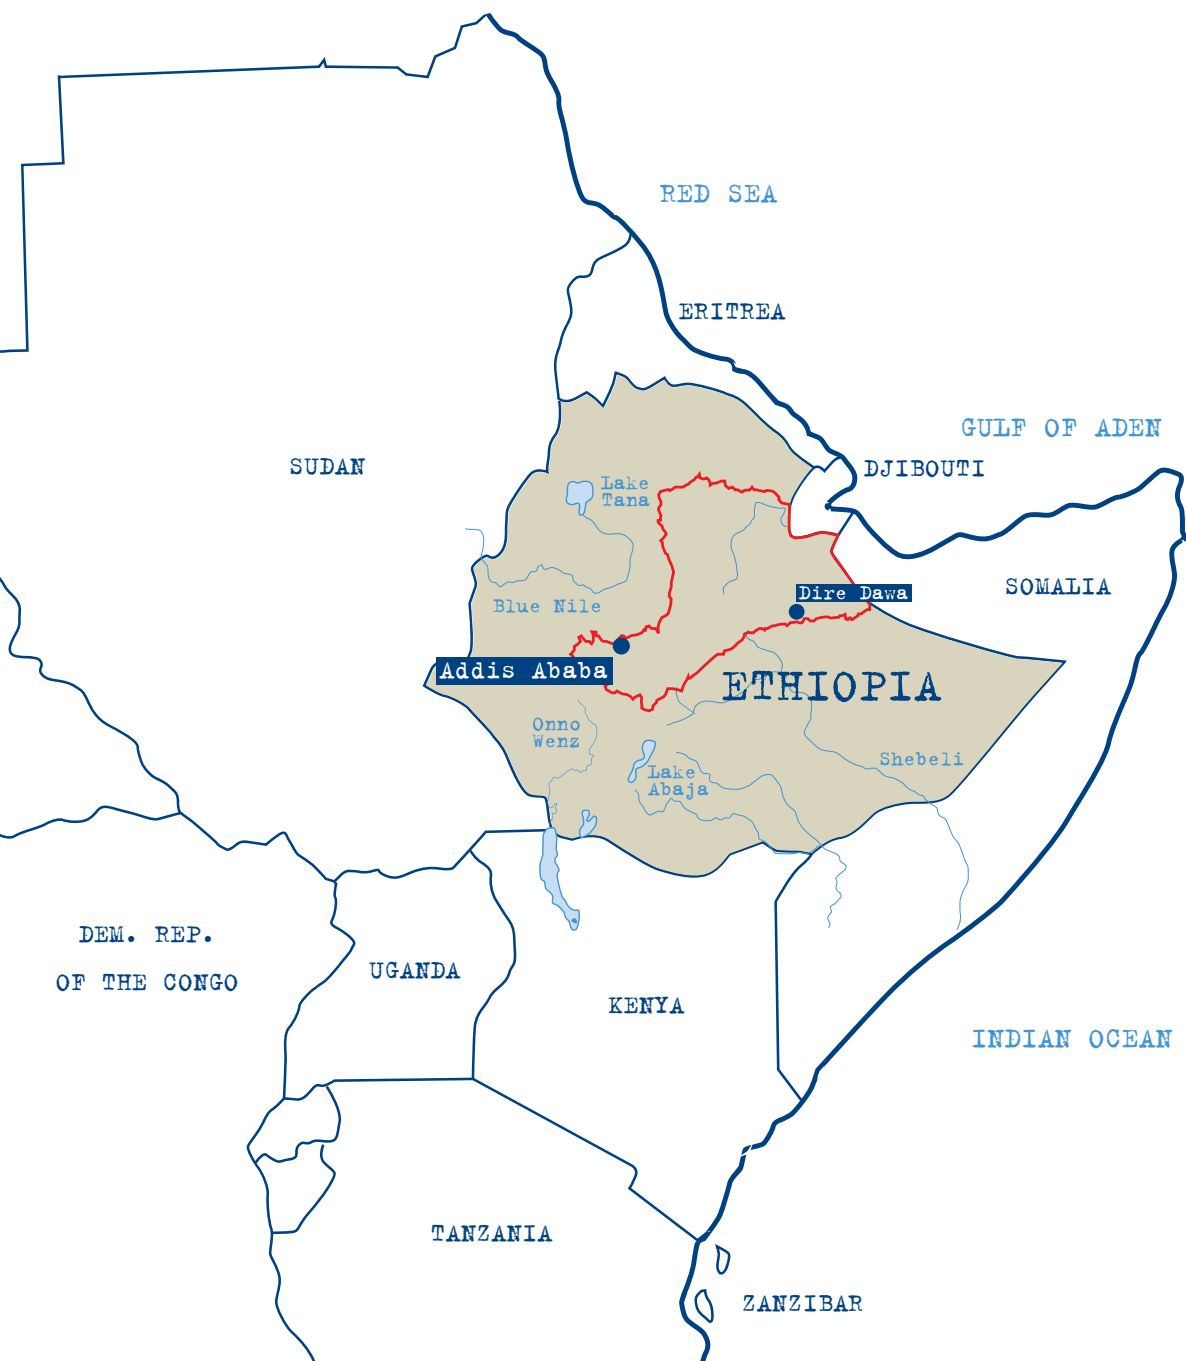 RED SEA
ERITREA
GULF OF ADEN
SUDAN
DJIBOUTI
Lake
Tana
SOMALIA
Dire Dawa
Blue Nile
Addis Ababa
ETHIOPIA
Onno
Wenz
Shebeli
Lake
Abaja
DEM. REP.
OF THE CONGO
UGANDA
KENYA
INDIAN OCEAN
TANZANIA
ZANZIBAR